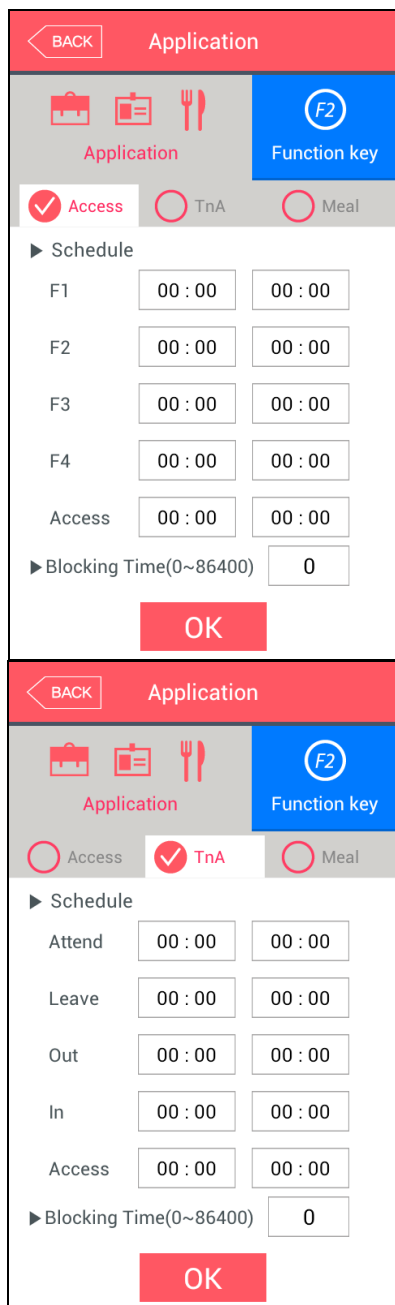 BACK Application
F2
Application Function key
Access TnA Meal
▶ Schedule
F1 00 : 00 00 : 00
F2 00 : 00 00 : 00
F3 00 : 00 00 : 00
F4 00 : 00 00 : 00
Access 00 : 00 00 : 00
▶Blocking Time(0~86400) 0
OK
BACK Application
F2
Application Function key
Access TnA Meal
▶ Schedule
Attend 00 : 00 00 : 00
Leave 00 : 00 00 : 00
Out 00 : 00 00 : 00
In 00 : 00 00 : 00
Access 00 : 00 00 : 00
▶Blocking Time(0~86400) 0
OK